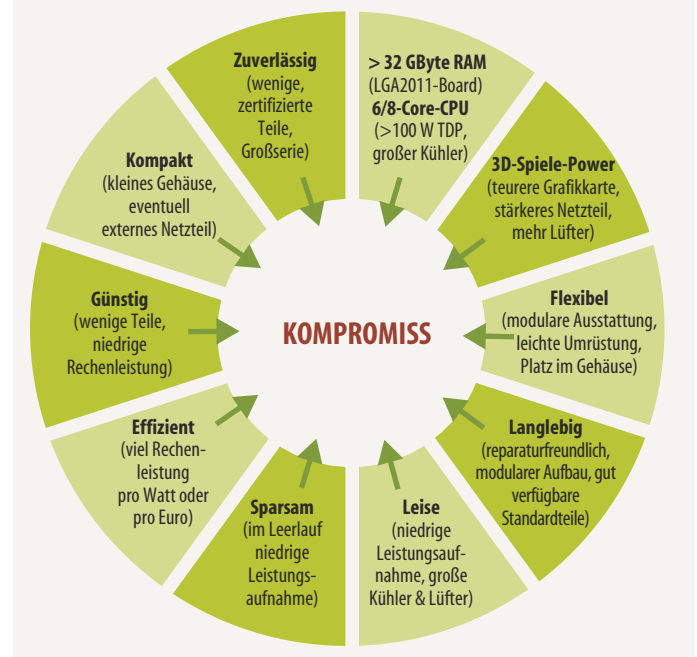 Zuverlässig
(wenige,
zertifizierte
Teile,
Großserie)
> 32 GByte RAM
(LGA2011-Board)
6/8-Core-CPU
(>100 W TDP,
großer Kühler)
3D-Spiele-Power
(teurere Grafikkarte,
stärkeres Netzteil,
mehr Lüfter)
Flexibel
(modulare Ausstattung,
leichte Umrüstung,
Platz im Gehäuse)
Langlebig
(reparaturfreundlich,
modularer Aufbau, gut
verfügbare
Standardteile)
Leise
(niedrige
Leistungsauf-
nahme, große
Kühler & Lüfter)
Sparsam
(im Leerlauf
niedrige
Leistungs-
aufnahme)
Effizient
(viel Rechen-
leistung
pro Watt oder
pro Euro)
Günstig
(wenige Teile,
niedrige
Rechenleistung)
Kompakt
(kleines Gehäuse,
eventuell
externes Netzteil)
KOMPROMISS